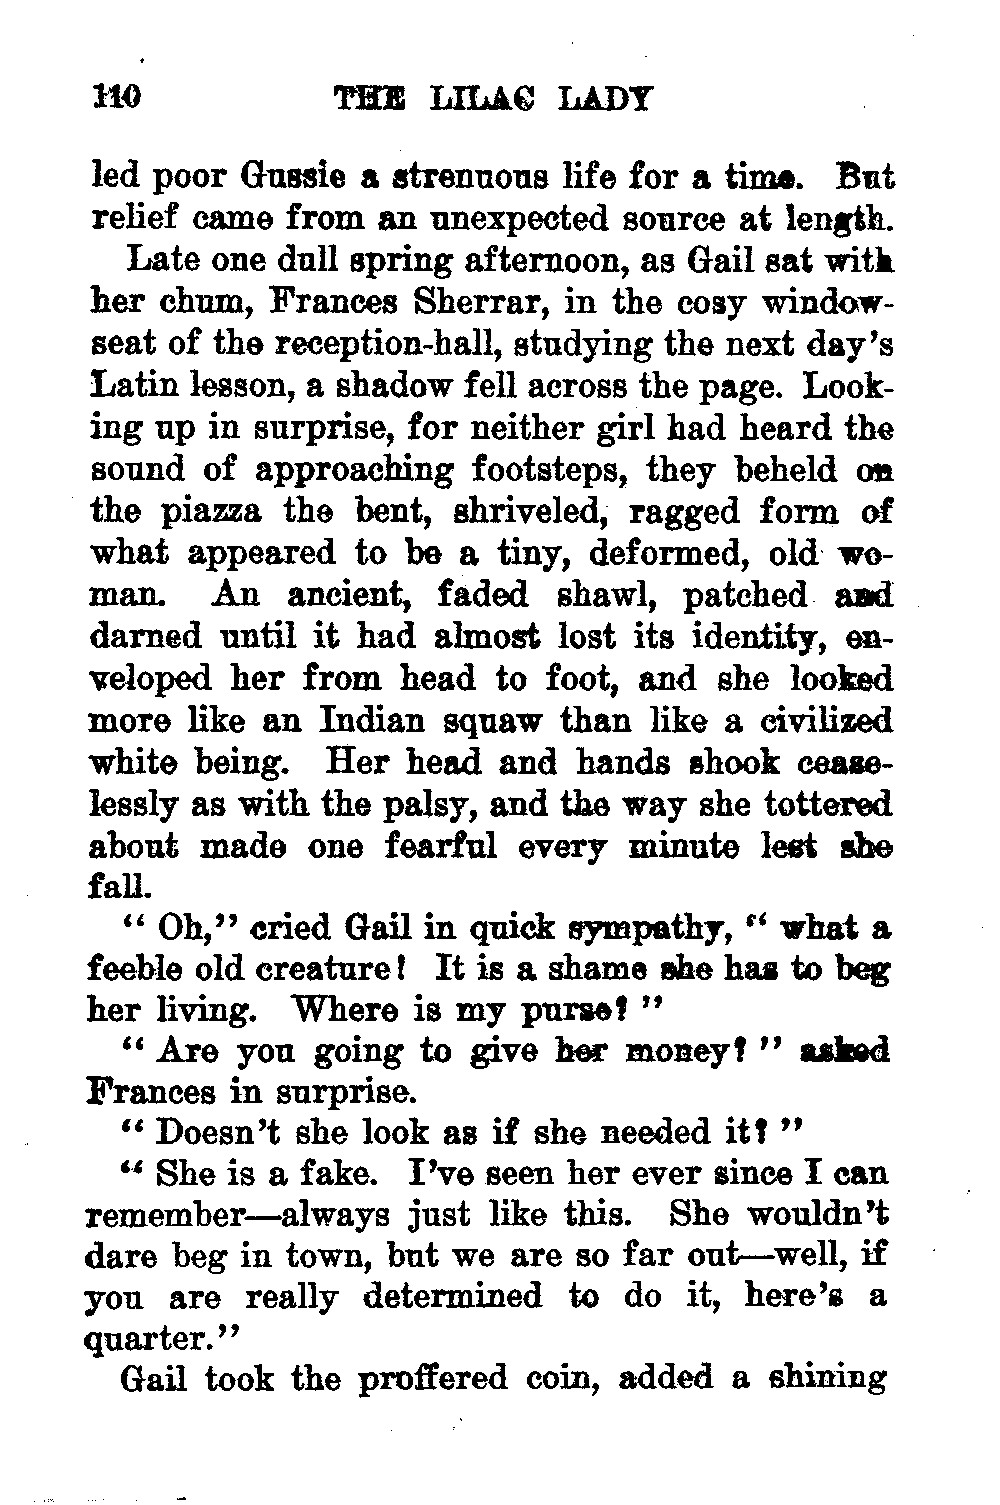 110 THE LILAC LADY
led poor Gussie a strenuous life for a time. But
relief came from an unexpected source at length.
Late one dull spring afternoon, as Gail sat with
her chum, Frances Sherrar, in the cosy window-
seat of the reception-hall, studying the next day's
Latin lesson, a shadow fell across the page. Look-
ing up in surprise, for neither girl had heard the
sound of approaching footsteps, they beheld on
the piazza the bent, shriveled, ragged form of
what appeared to be a tiny, deformed, old wo-
man. An ancient, faded shawl, patched and
darned until it had almost lost its identity, en-
veloped her from head to foot, and she looked
more like an Indian squaw than like a civilized
white being. Her head and hands shook cease-
lessly as with the palsy, and the way she tottered
about made one fearful every minute lest she
fall.
" Oh," cried Gail in quick sympathy, " what a
feeble old creature! It is a shame she has to beg
her living. Where is my purse? "
" Are you going to give her money? " asked
Frances in surprise.
" Doesn't she look as if she needed it? "
" She is a fake. I've seen her ever since I can
remember—always just like this. She wouldn't
dare beg in town, but we are so far out—well, if
you are really determined to do it, here's a
quarter."
Gail took the proffered coin, added a shining